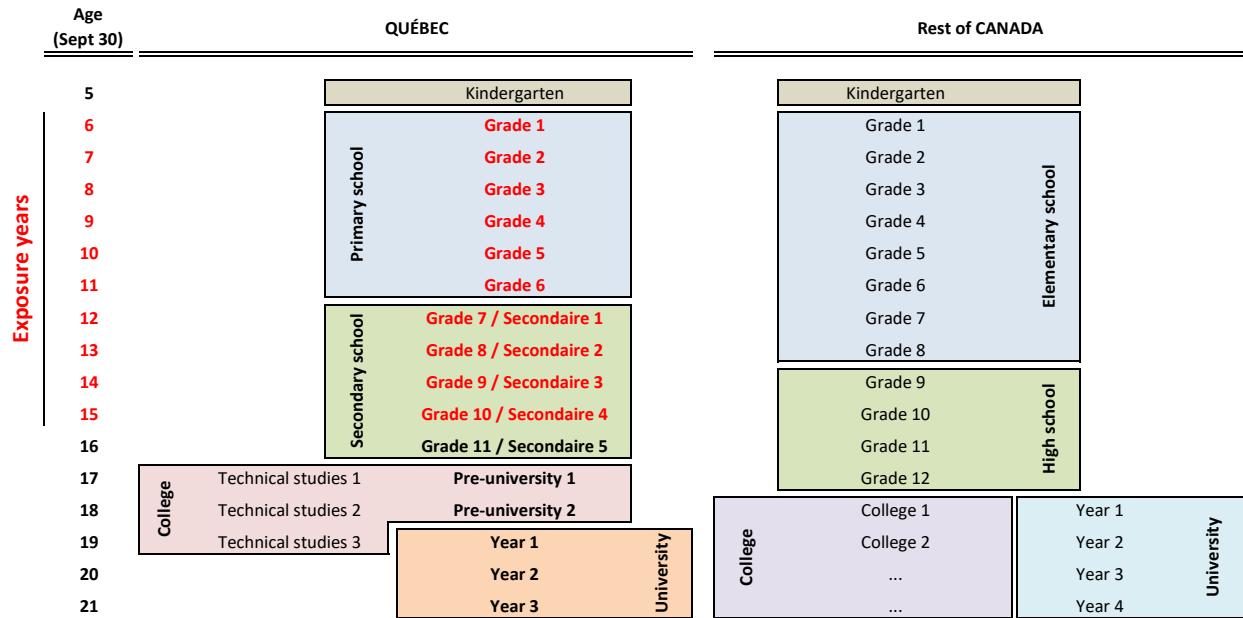 Age
(Sept 30)
QUÉBEC
Rest of CANADA
5 Kindergarten Kindergarten
6 Grade 1 Grade 1
7 Grade 2 Grade 2
8 Grade 3 Grade 3
9 Grade 4 Grade 4
10 Grade 5 Grade 5
11 Grade 6 Grade 6
12 Grade 7 / Secondaire 1 Grade 7
13 Grade 8 / Secondaire 2 Grade 8
14 Grade 9 / Secondaire 3 Grade 9
15 Grade 10 / Secondaire 4 Grade 10
16 Grade 11 / Secondaire 5 Grade 11
17 Technical studies 1 Pre-university 1 Grade 12
18 Technical studies 2 Pre-university 2 College 1 Year 1
19 Technical studies 3 Year 1 College 2 Year 2
20 Year 2 ... Year 3
21 Year 3 ... Year 4
Exposure years
Primary school
Secondary school
College
University
Elementary school
High school
College
University